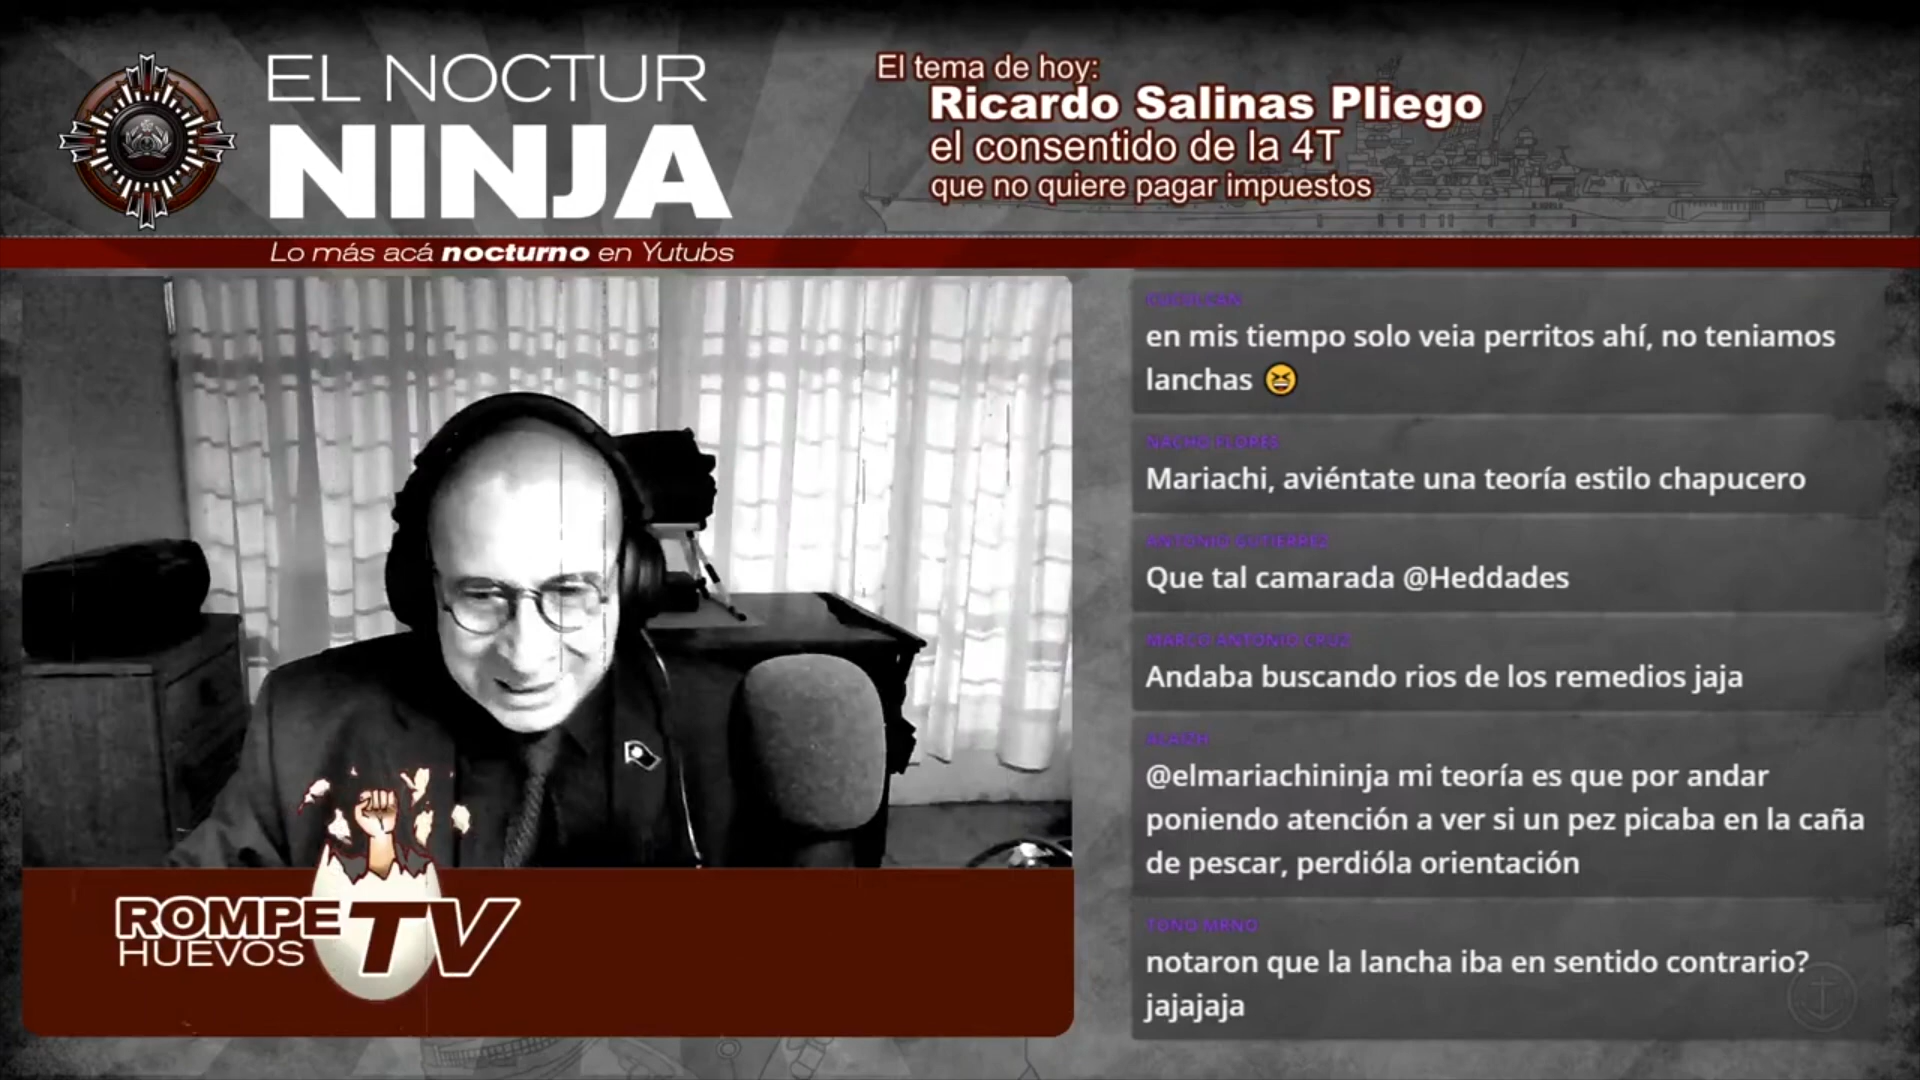 EL NOCTUR
NINJA
Lo más acá nocturno en Yutubs
El tema de hoy:
Ricardo Salinas Pliego
el consentido de la 4T
que no quiere pagar impuestos
en mis tiempo solo veia perritos ahí, no teniamos
lanchas
NACHO FLORES
Mariachi, aviéntate una teoría estilo chapucero
ANTONIO GUTIERREZ
Que tal camarada @Heddades
MARCO ANTONIO CRUZ
Andaba buscando rios de los remedios jaja
ALAIZH
@elmariachininja mi teoría es que por andar
poniendo atención a ver si un pez picaba en la caña
de pescar, perdióla orientación
TONO MRNO
notaron que la lancha iba en sentido contrario?
jajajaja
ROMPE
HUEVOS
TV